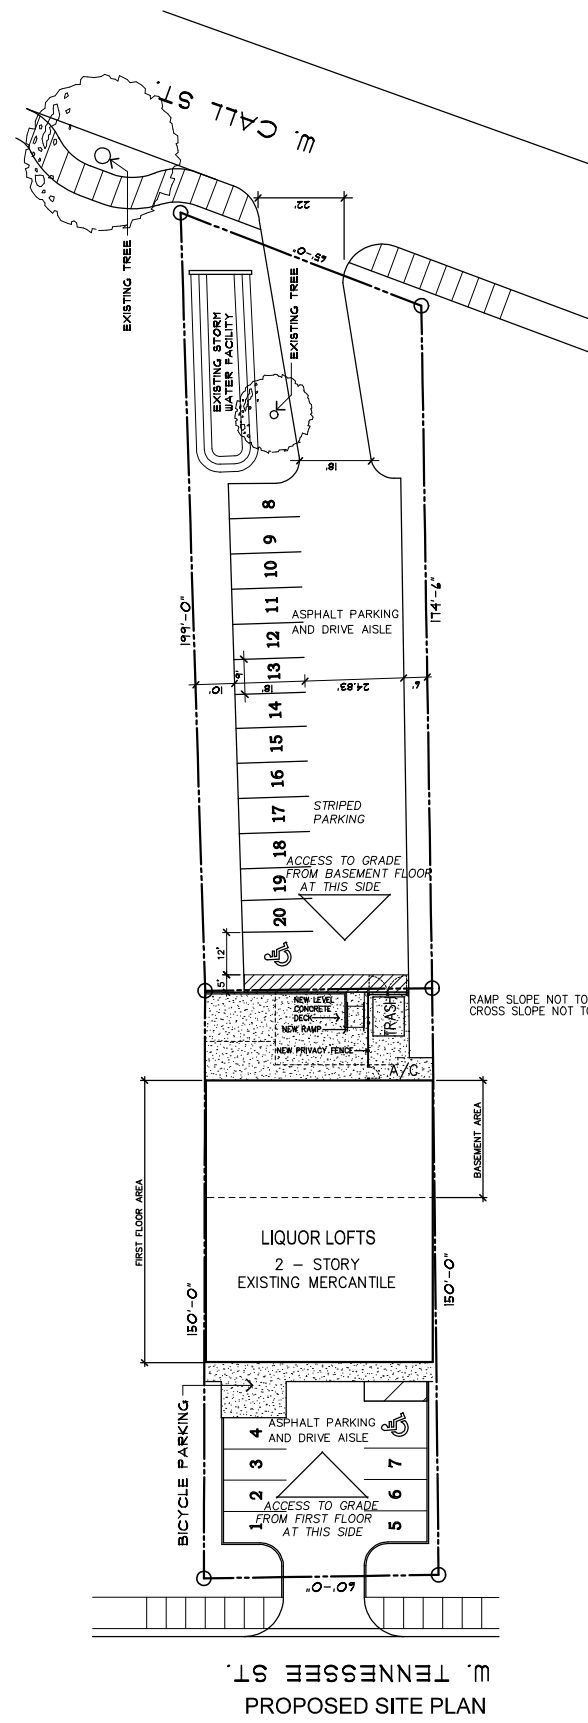 W. CALL ST.
22'
65'-0"
EXISTING TREE
EXISTING STORM
WATER FACILITY
EXISTING TREE
18'
8
9
10
11
12
13
14
15
16
17
18
19
20
ASPHALT PARKING
AND DRIVE AISLE
199'-0"
174'-6"
10'
9'
18'
24.83'
6'
STRIPED
PARKING
ACCESS TO GRADE
FROM BASEMENT FLOOR
AT THIS SIDE
12'
5'
NEW LEVEL
CONCRETE
DECK
NEW RAMP
TRASH
NEW PRIVACY FENCE
A/C
RAMP SLOPE NOT TO
CROSS SLOPE NOT TO
FIRST FLOOR AREA
BASEMENT AREA
LIQUOR LOFTS
2 - STORY
EXISTING MERCANTILE
150'-0"
150'-0"
BICYCLE PARKING
4
3
2
1
ASPHALT PARKING
AND DRIVE AISLE
7
6
5
ACCESS TO GRADE
FROM FIRST FLOOR
AT THIS SIDE
60'-0"
W. TENNESSEE ST.
PROPOSED SITE PLAN